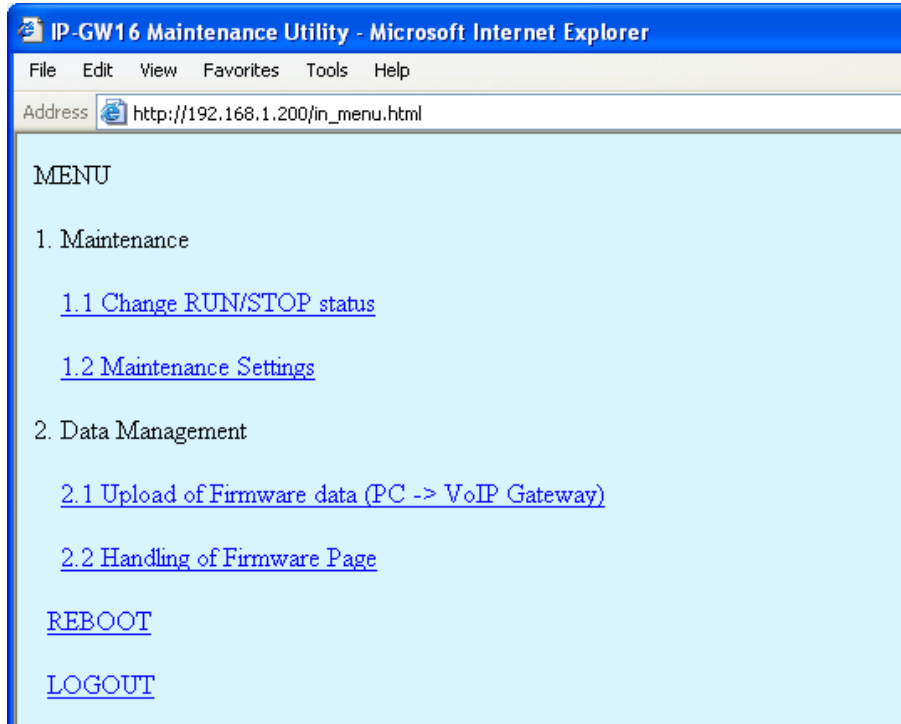 IP-GW16 Maintenance Utility - Microsoft Internet Explorer
File Edit View Favorites Tools Help
Address http://192.168.1.200/in_menu.html
MENU
1. Maintenance
1.1 Change RUN/STOP status
1.2 Maintenance Settings
2. Data Management
2.1 Upload of Firmware data (PC -> VoIP Gateway)
2.2 Handling of Firmware Page
REBOOT
LOGOUT